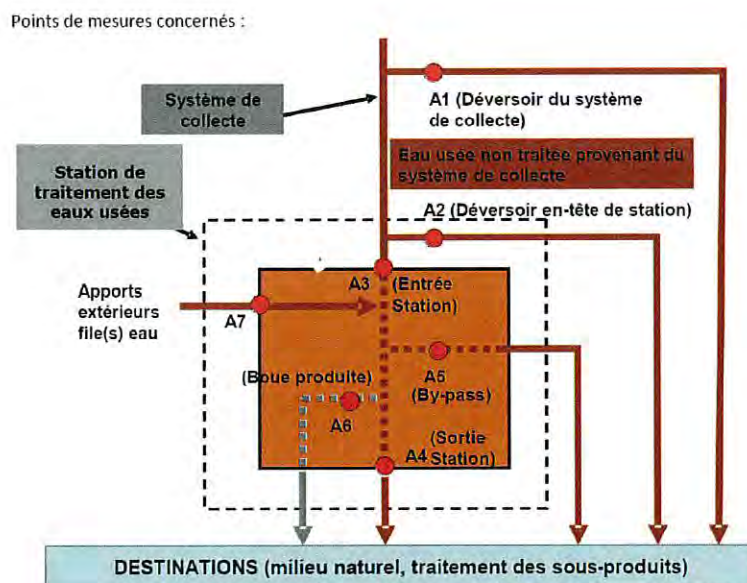 Points de mesures concernés :
Système de
collecte
A1 (Déversoir du système
de collecte)
Station de
traitement des
eaux usées
Eau usée non traitée provenant du
système de collecte
A2 (Déversoir en-tête de station)
Apports
extérieurs
file(s) eau
A7
A3 (Entrée
Station)
(Boue produite)
A6
A5
(By-pass)
(Sortie
A4 Station)
DESTINATIONS (milieu naturel, traitement des sous-produits)